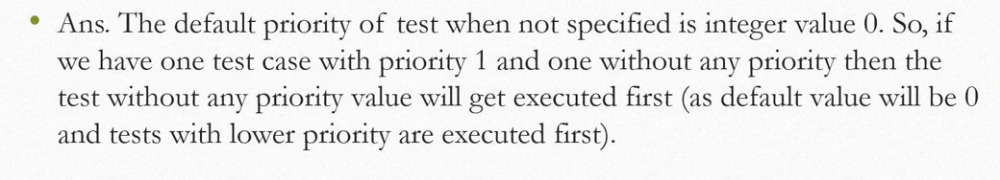 • Ans. The default priority of test when not specified is integer value 0. So, if
we have one test case with priority 1 and one without any priority then the
test without any priority value will get executed first (as default value will be 0
and tests with lower priority are executed first).